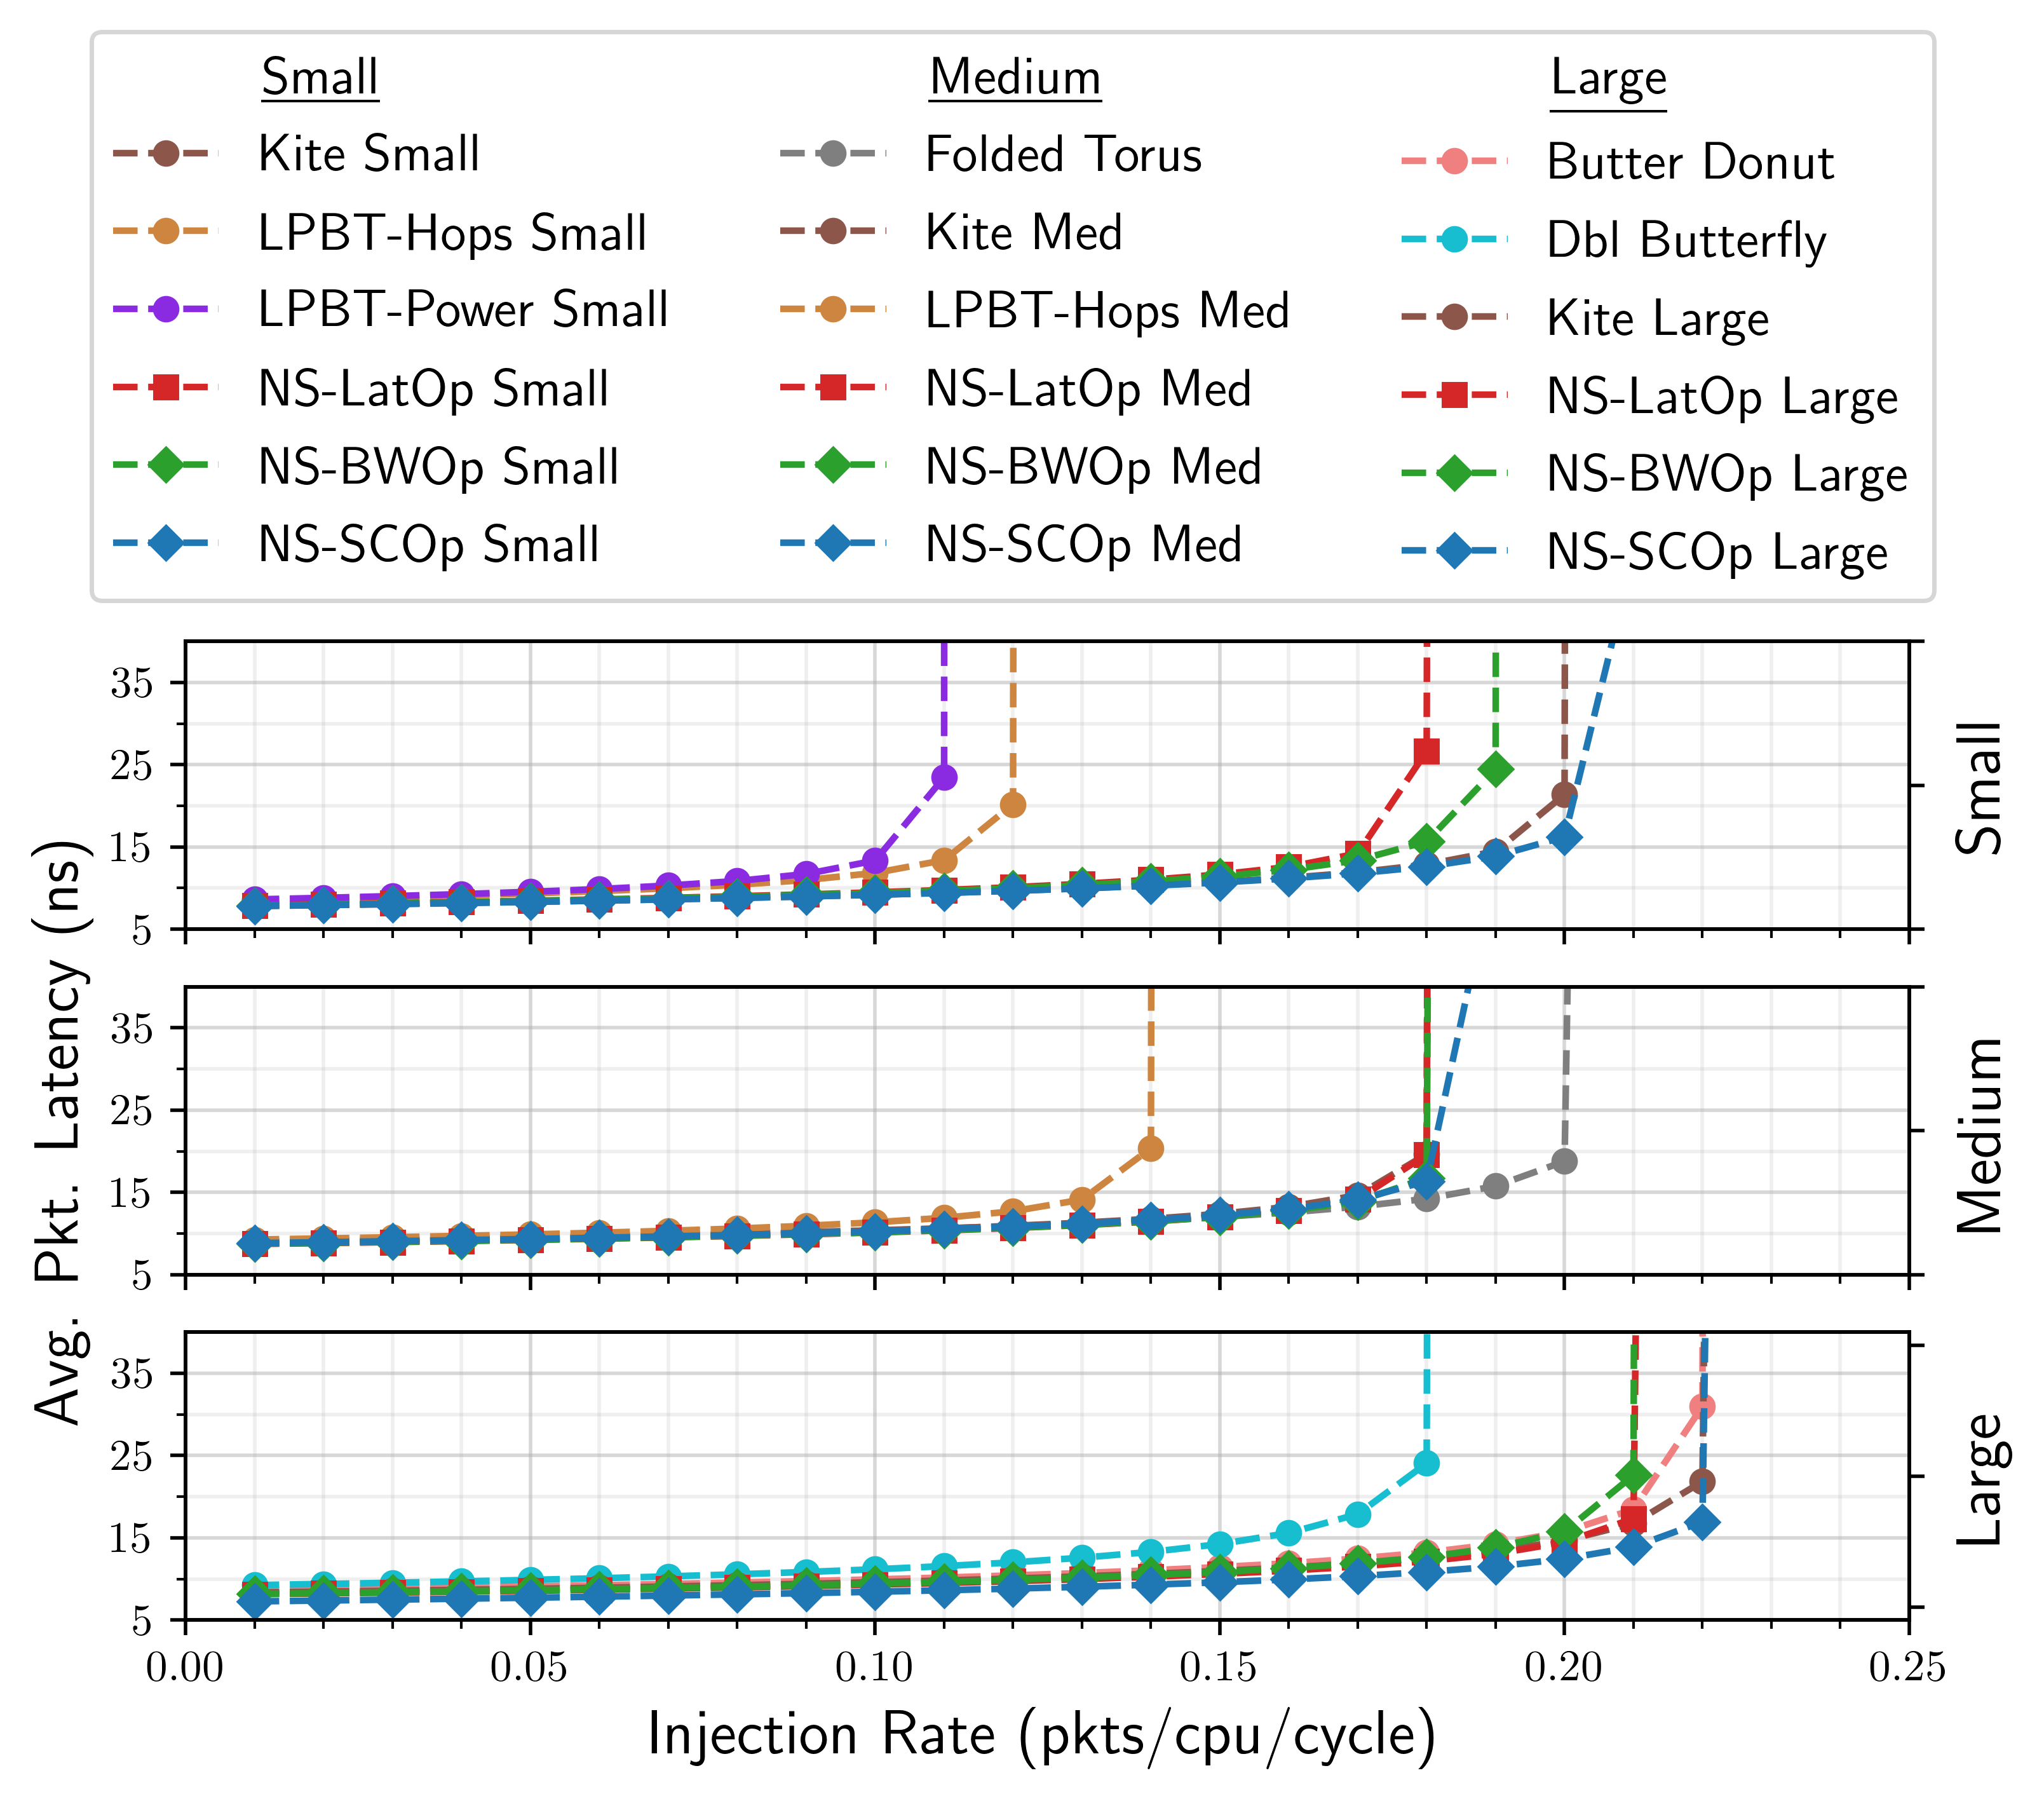 Small
Kite Small
LPBT-Hops Small
LPBT-Power Small
NS-LatOp Small
NS-BWOp Small
NS-SCOp Small
Medium
Folded Torus
Kite Med
LPBT-Hops Med
NS-LatOp Med
NS-BWOp Med
NS-SCOp Med
Large
Butter Donut
Dbl Butterfly
Kite Large
NS-LatOp Large
NS-BWOp Large
NS-SCOp Large
Avg. Pkt. Latency (ns)
35
25
15
5
Small
35
25
15
5
Medium
35
25
15
5
Large
0.00 0.05 0.10 0.15 0.20 0.25
Injection Rate (pkts/cpu/cycle)